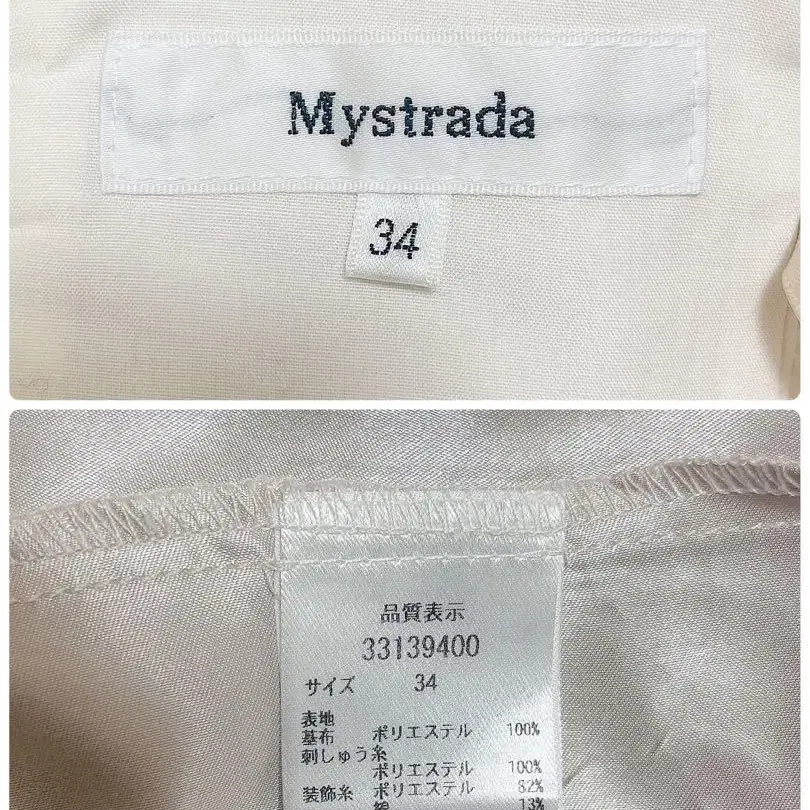 Mystrada
34
品質表示
33139400
サイズ 34
表地
基布 ポリエステル 100%
刺しゅう糸
ポリエステル 100%
装飾糸 ポリエステル 82%
綿 13%